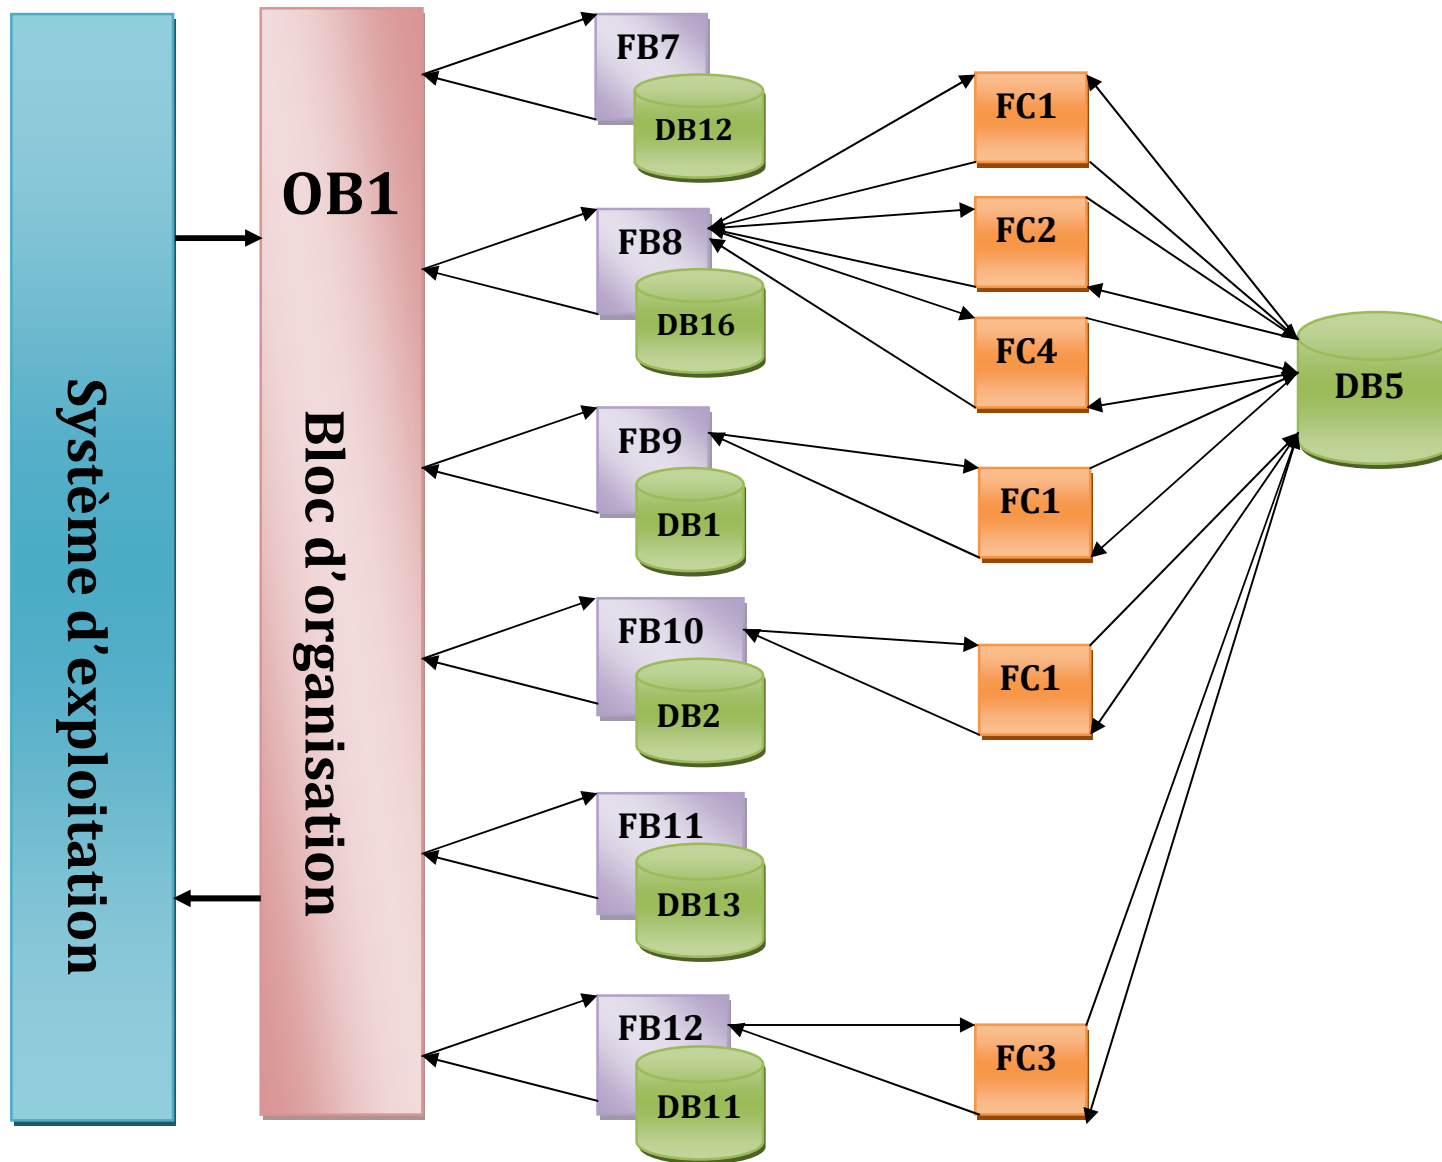 Système d'exploitation
OB1
Bloc d'organisation
FB7
DB12
FB8
DB16
FB9
DB1
FB10
DB2
FB11
DB13
FB12
DB11
FC1
FC2
FC4
FC1
FC1
FC3
DB5